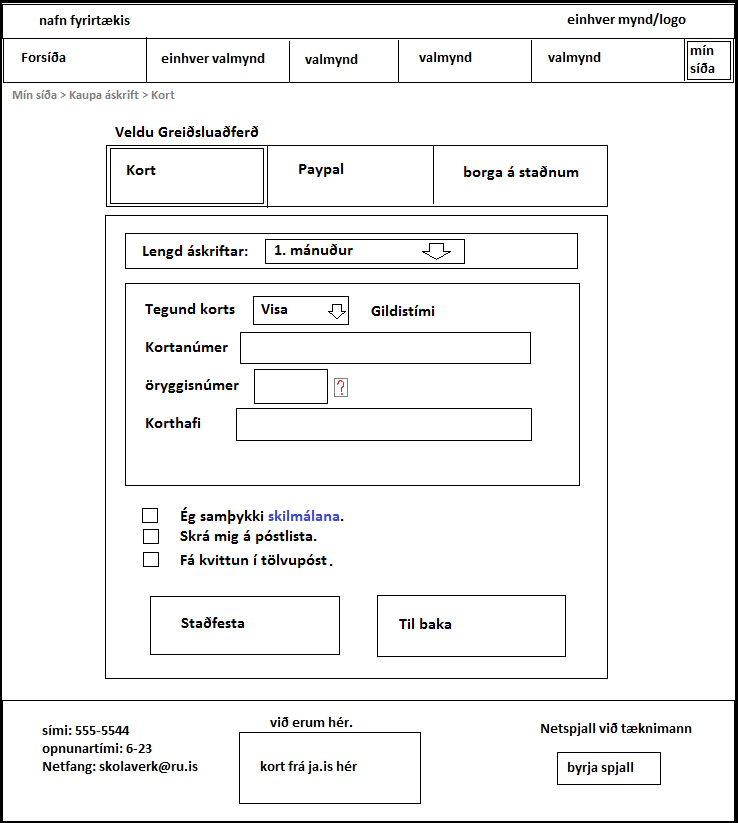 nafn fyrirtækis
einhver mynd/logo
Forsíða
einhver valmynd
valmynd
valmynd
valmynd
mín
síða
Mín síða > Kaupa áskrift > Kort
Veldu Greiðsluaðferð
Kort
Paypal
borga á staðnum
Lengd áskriftar:
1. mánuður
Tegund korts
Visa
Gildistími
Kortanúmer
öryggisnúmer
?
Korthafi
Ég samþykki skilmálana.
Skrá mig á póstlista.
Fá kvittun í tölvupóst.
Staðfesta
Til baka
sími: 555-5544
opnunartími: 6-23
Netfang: skolaverk@ru.is
við erum hér.
kort frá ja.is hér
Netspjall við tæknimann
byrja spjall